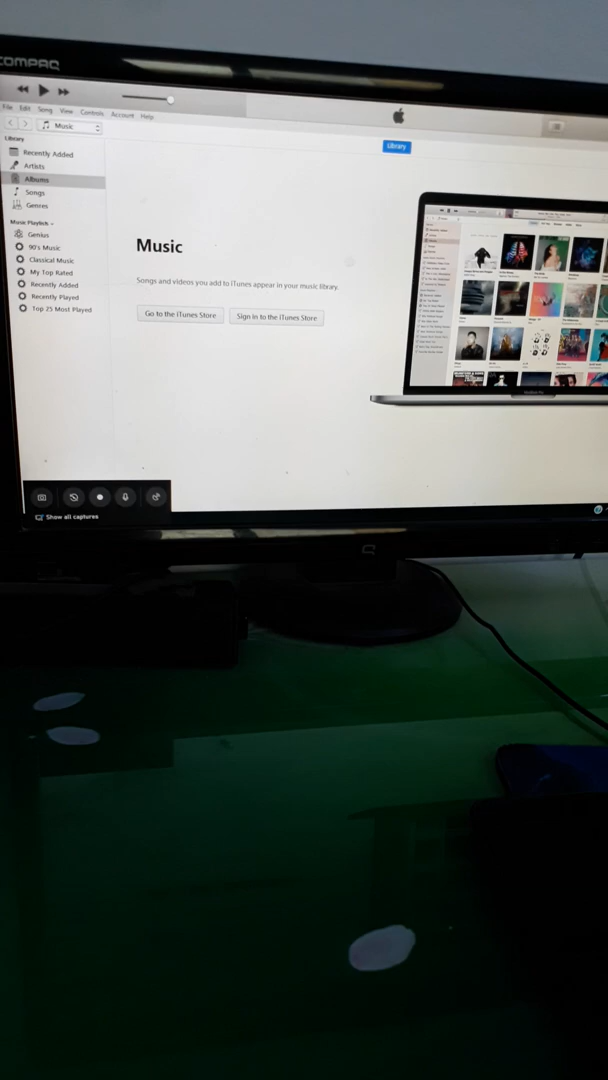 COMPAQ
File Edit Song View Controls Account Help
Music
Library
Library
Recently Added
Artists
Albums
Songs
Genres
Music Playlists
Genius
90's Music
Classical Music
My Top Rated
Recently Added
Recently Played
Top 25 Most Played
Music
Songs and videos you add to iTunes appear in your music library.
Go to the iTunes Store
Sign in to the iTunes Store
Show all captures